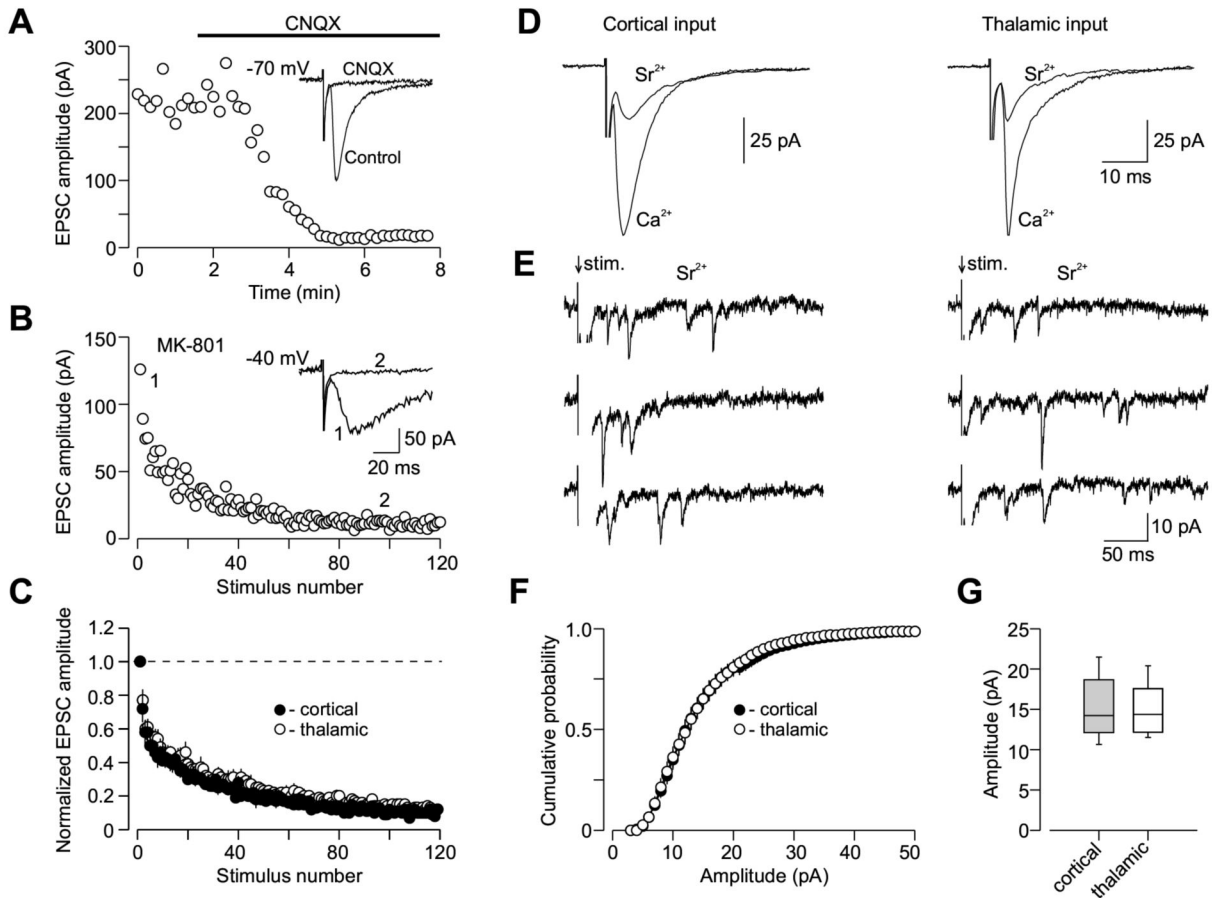 A
CNQX
EPSC amplitude (pA)
300
200
100
0
-70 mV
CNQX
Control
0 2 4 6 8
Time (min)
B
MK-801
EPSC amplitude (pA)
150
100
50
0
1
2
-40 mV
2
1
50 pA
20 ms
0 40 80 120
Stimulus number
C
Normalized EPSC amplitude
1.2
1.0
0.8
0.6
0.4
0.2
0
- cortical
- thalamic
0 40 80 120
Stimulus number
D
Cortical input
Thalamic input
Sr2+
Ca2+
25 pA
Sr2+
Ca2+
25 pA
10 ms
E
stim.
Sr2+
stim.
Sr2+
10 pA
50 ms
F
Cumulative probability
1.0
0.5
0
- cortical
- thalamic
0 10 20 30 40 50
Amplitude (pA)
G
Amplitude (pA)
25
20
15
10
5
0
cortical
thalamic